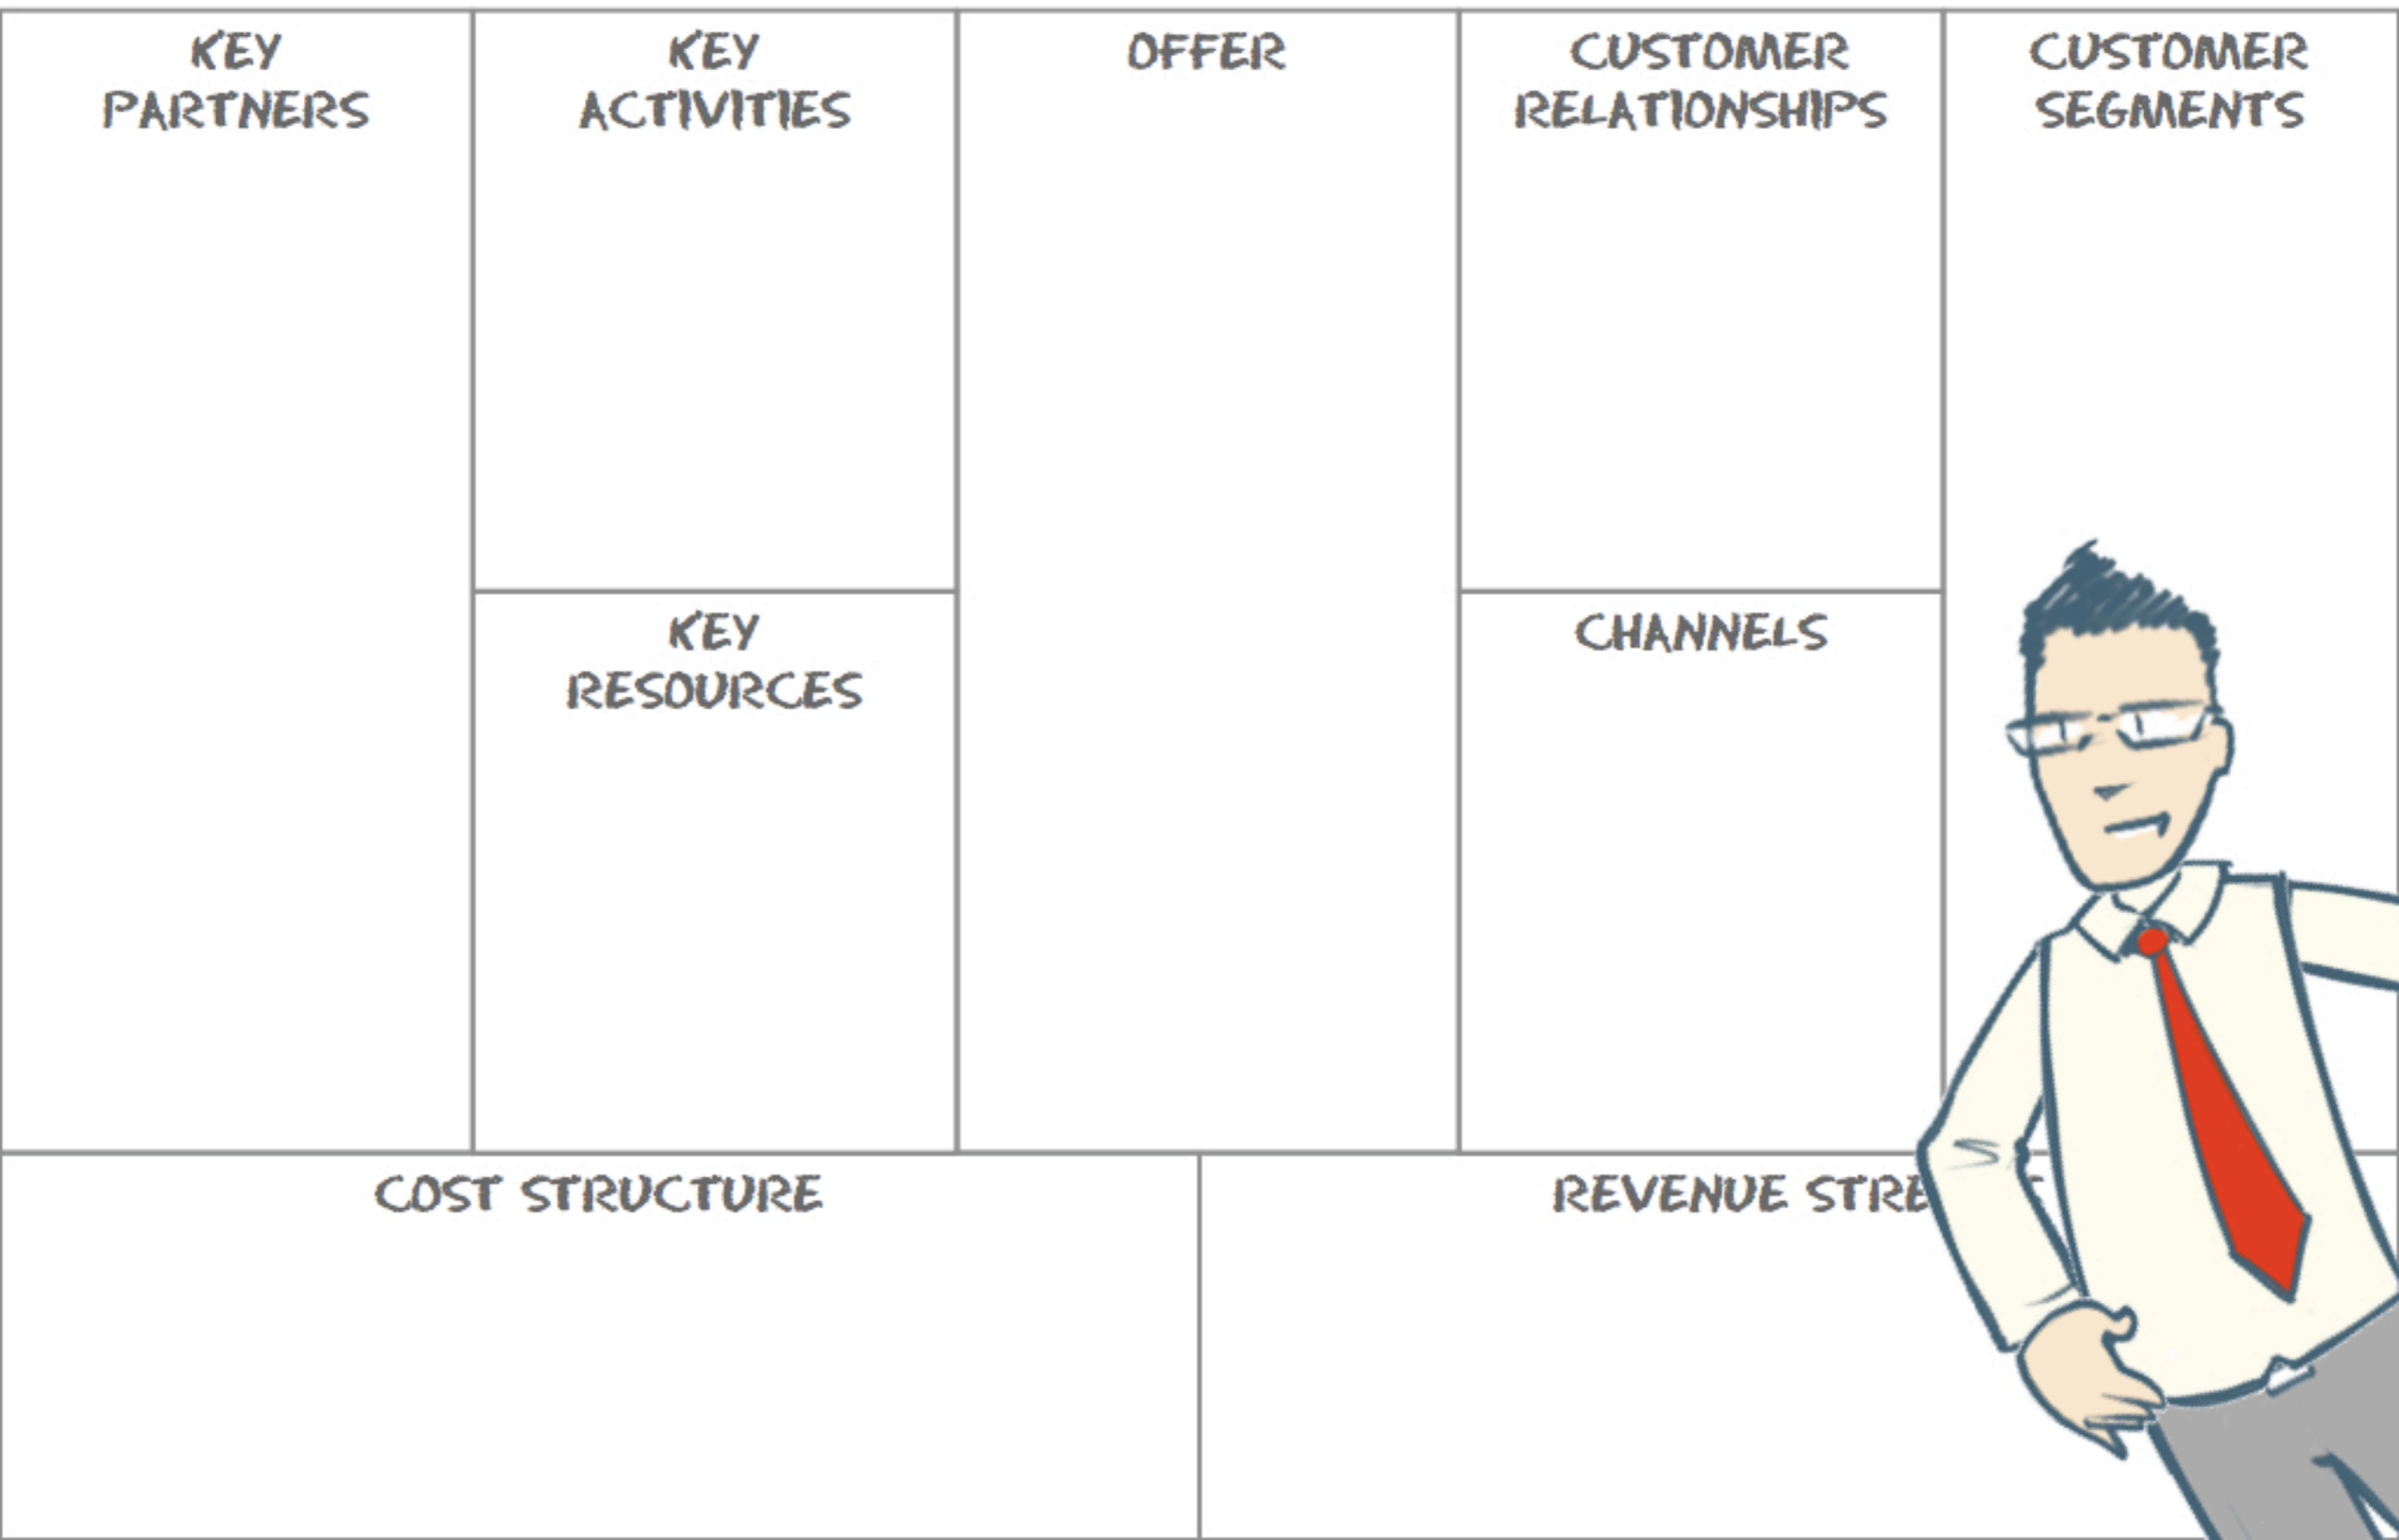 KEY
PARTNERS
KEY
ACTIVITIES
OFFER
CUSTOMER
RELATIONSHIPS
CUSTOMER
SEGMENTS
KEY
RESOURCES
CHANNELS
COST STRUCTURE
REVENUE